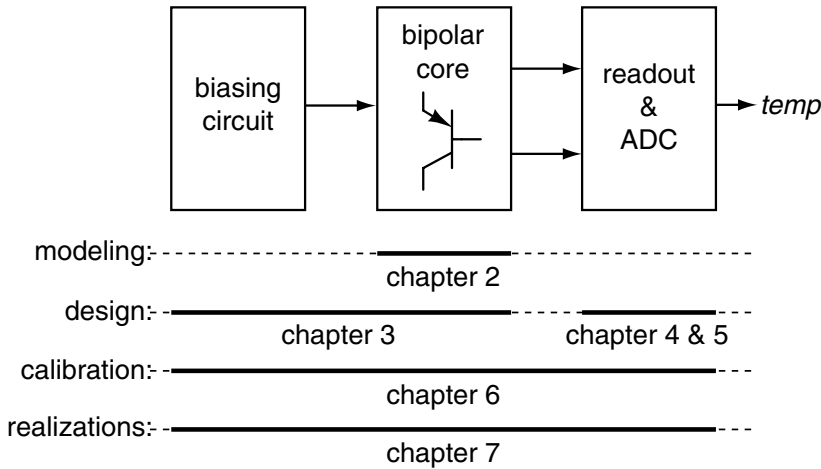 biasing
circuit
bipolar
core
readout
&
ADC
temp
modeling:
chapter 2
design:
chapter 3
chapter 4 & 5
calibration:
chapter 6
realizations:
chapter 7